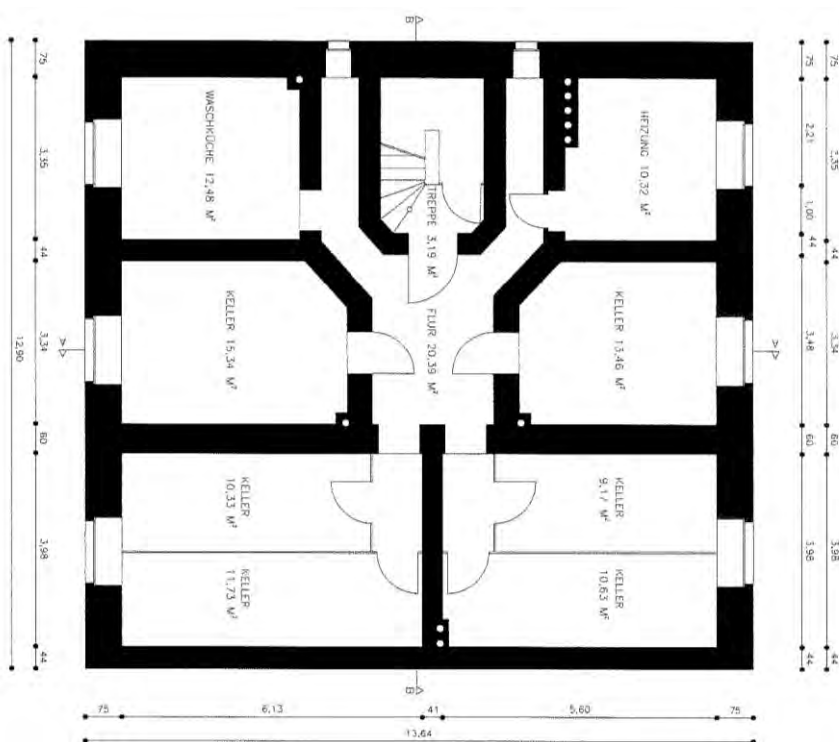 B
B
A
A
WASCHKÜCHE 12,48 M²
HEIZUNG 10,32 M²
TREPPE 3,19 M²
FLUR 20,39 M²
KELLER 15,34 M²
KELLER 13,46 M²
KELLER
10,33 M²
KELLER
9,17 M²
KELLER
11,73 M²
KELLER
10,63 M²
75
3,35
44
3,34
60
3,98
44
12,90
75
2,21
1,00
44
3,48
60
3,98
44
75
3,35
44
3,34
60
3,98
44
75
6,13
41
5,60
75
13,64